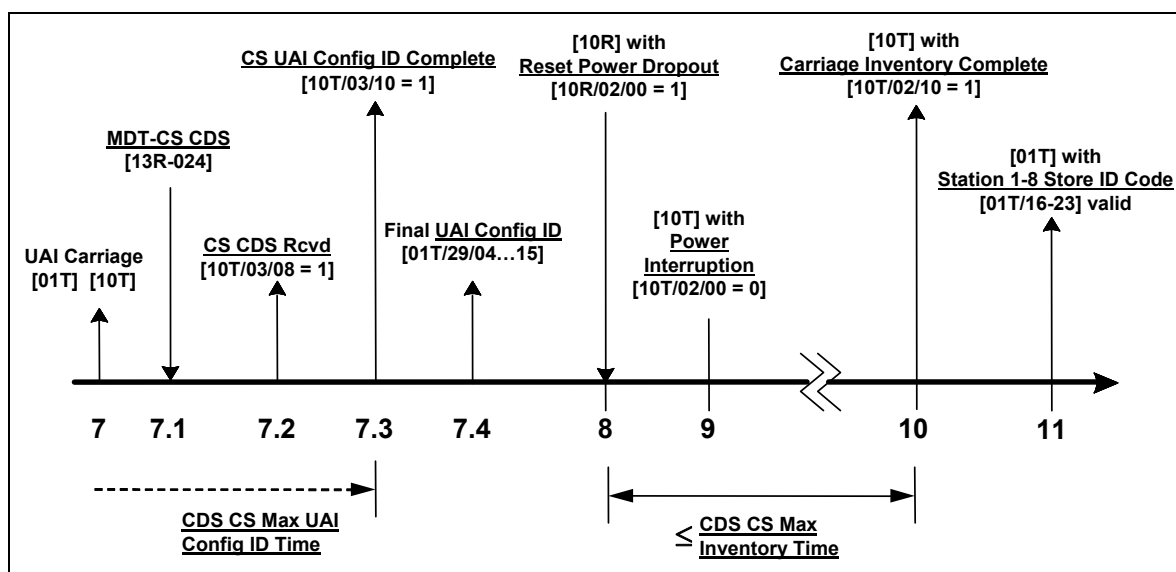 UAI Carriage
[01T] [10T]
MDT-CS CDS
[13R-024]
CS CDS Rcvd
[10T/03/08 = 1]
CS UAI Config ID Complete
[10T/03/10 = 1]
Final UAI Config ID
[01T/29/04…15]
[10R] with
Reset Power Dropout
[10R/02/00 = 1]
[10T] with
Power
Interruption
[10T/02/00 = 0]
[10T] with
Carriage Inventory Complete
[10T/02/10 = 1]
[01T] with
Station 1-8 Store ID Code
[01T/16-23] valid
7 7.1 7.2 7.3 7.4 8 9 10 11
CDS CS Max UAI
Config ID Time
≤ CDS CS Max
Inventory Time